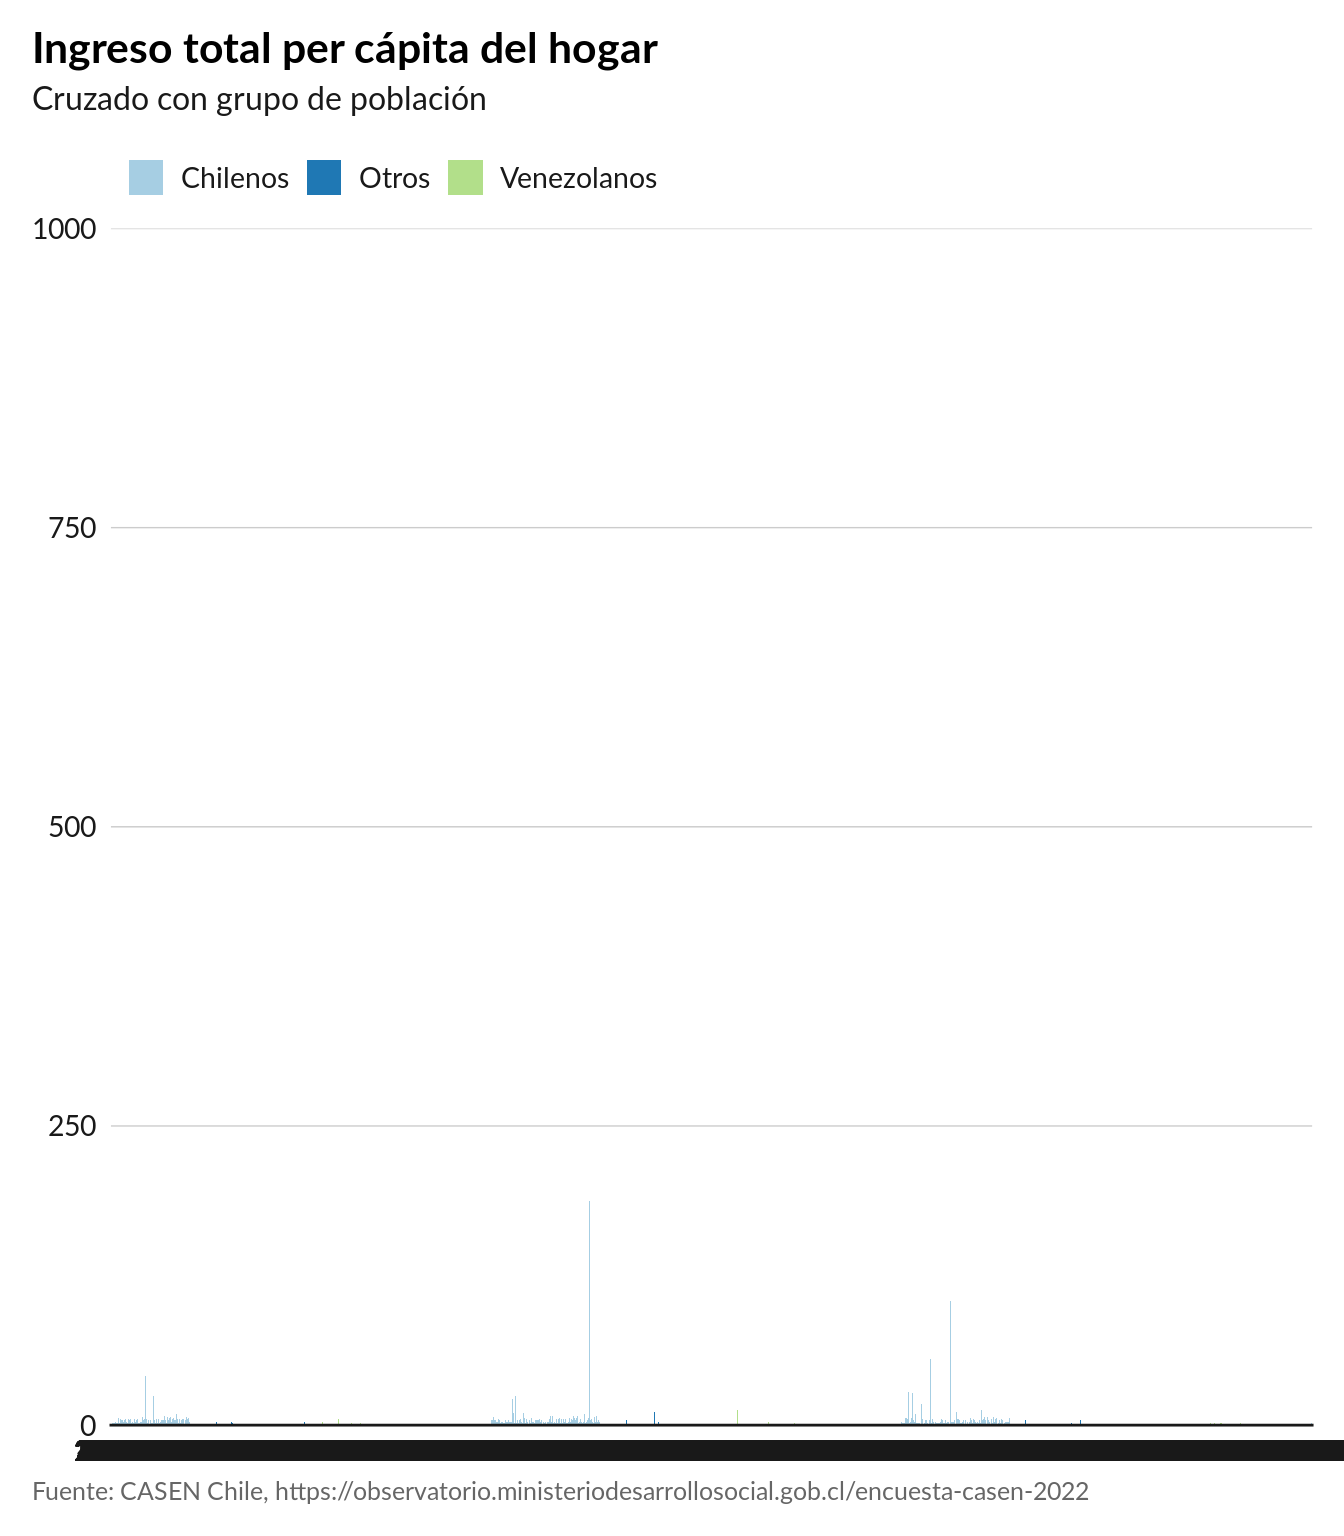 Ingreso total per cápita del hogar
Cruzado con grupo de población
Chilenos Otros Venezolanos
1000
750
500
250
0
Fuente: CASEN Chile, https://observatorio.ministeriodesarrollosocial.gob.cl/encuesta-casen-2022